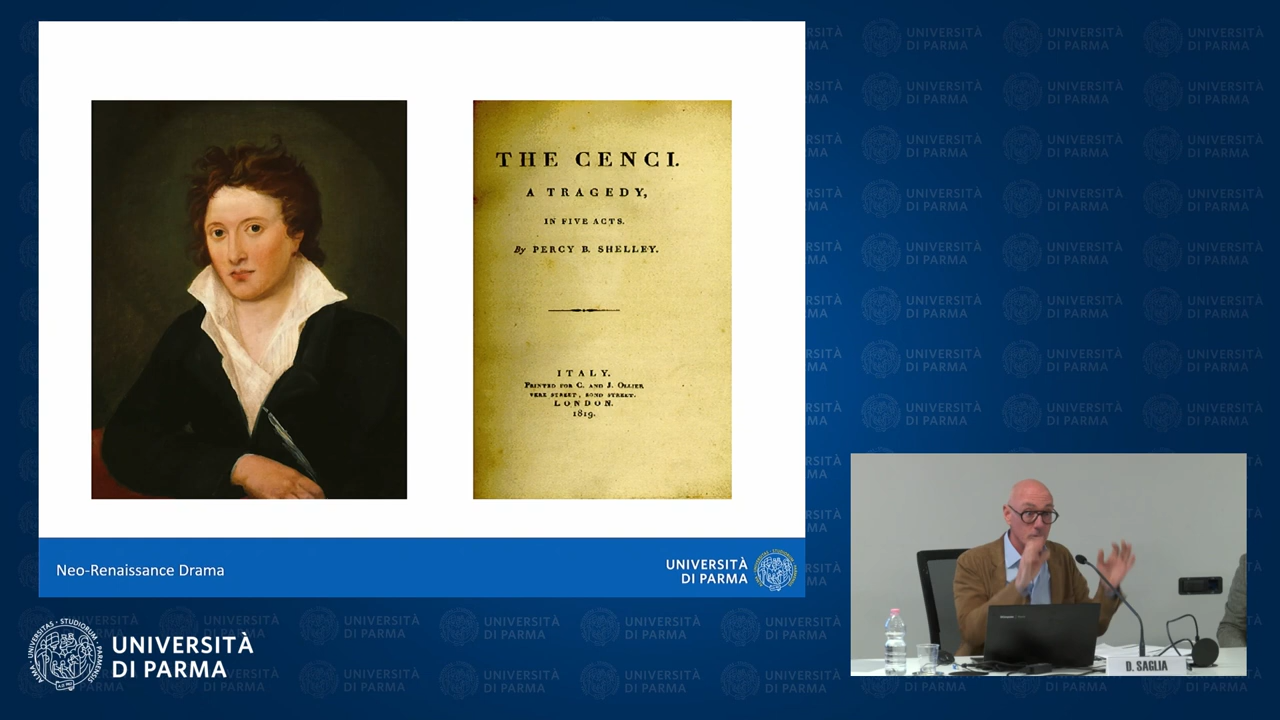 THE CENCI.
A TRAGEDY,
IN FIVE ACTS.
By PERCY B. SHELLEY.
ITALY.
PRINTED FOR C. AND J. OLLIER
VERE STREET, BOND STREET.
LONDON.
1819.
Neo-Renaissance Drama
UNIVERSITÀ
DI PARMA
UNIVERSITÀ
DI PARMA
D. SAGLIA